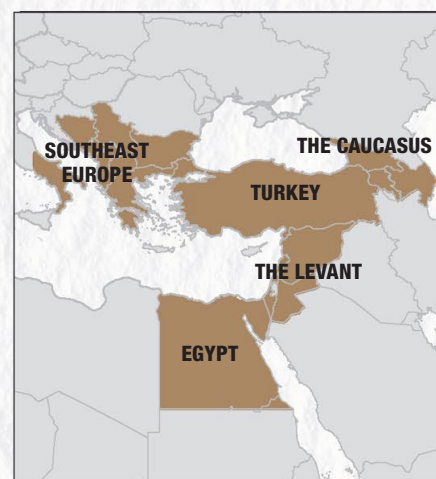 SOUTHEAST
EUROPE
THE CAUCASUS
TURKEY
THE LEVANT
EGYPT